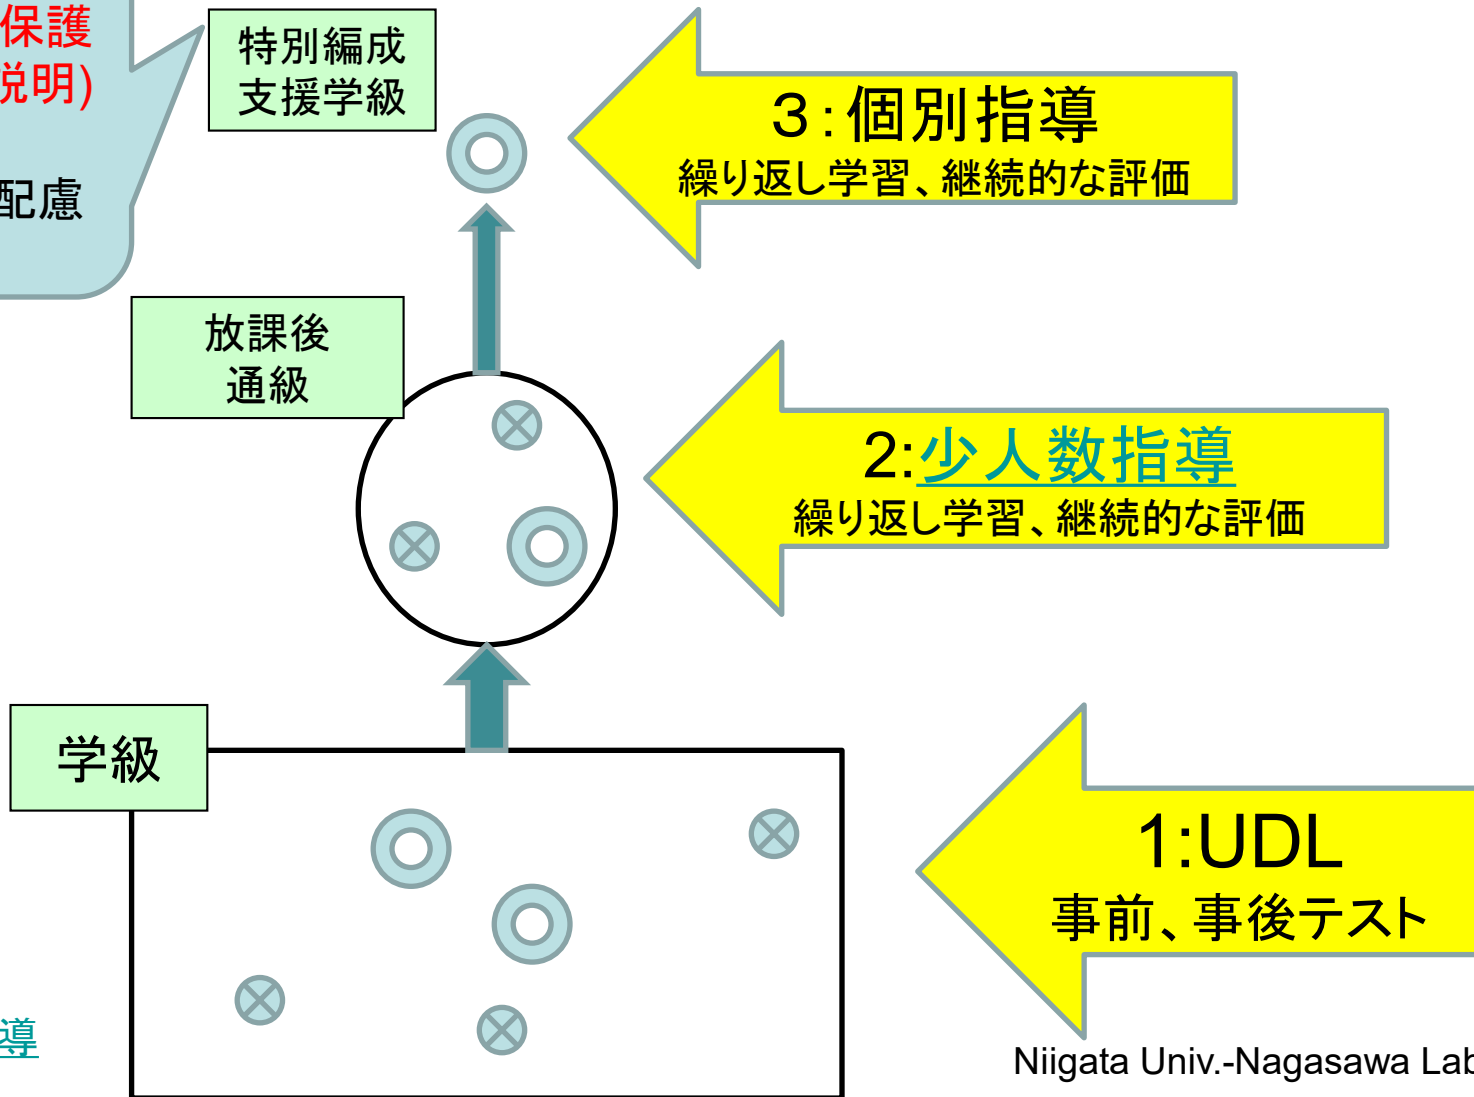 保護
説明)
配慮
特別編成
支援学級
３：個別指導
繰り返し学習、継続的な評価
放課後
通級
2:少人数指導
繰り返し学習、継続的な評価
学級
1:UDL
事前、事後テスト
導
Niigata Univ.-Nagasawa Lab